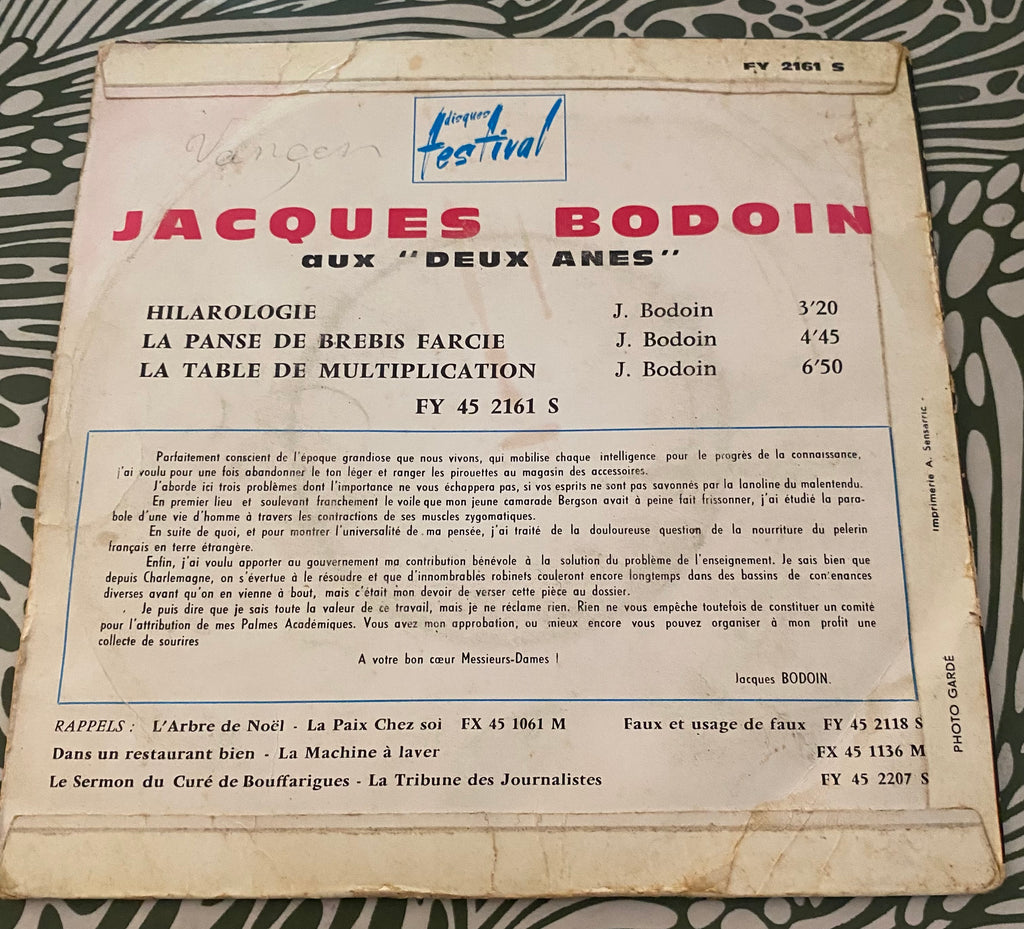 FY 2161 S
disques
festival
JACQUES BODOIN
aux "DEUX ANES"
HILAROLOGIE J. Bodoin 3'20
LA PANSE DE BREBIS FARCIE J. Bodoin 4'45
LA TABLE DE MULTIPLICATION J. Bodoin 6'50
FY 45 2161 S
Parfaitement conscient de l'époque grandiose que nous vivons, qui mobilise chaque intelligence pour le progrès de la connaissance,
j'ai voulu pour une fois abandonner le ton léger et ranger les pirouettes au magasin des accessoires.
J'aborde ici trois problèmes dont l'importance ne vous échappera pas, si vos esprits ne sont pas savonnés par la lanoline du malentendu.
En premier lieu et soulevant franchement le voile que mon jeune camarade Bergson avait à peine fait frissonner, j'ai étudié la para-
bole d'une vie d'homme à travers les contractions de ses muscles zygomatiques.
En suite de quoi, et pour montrer l'universalité de ma pensée, j'ai traité de la douloureuse question de la nourriture du pelerin
français en terre étrangère.
Enfin, j'ai voulu apporter au gouvernement ma contribution bénévole à la solution du problème de l'enseignement. Je sais bien que
depuis Charlemagne, on s'évertue à le résoudre et que d'innombrables robinets couleront encore longtemps dans des bassins de contenances
diverses avant qu'on en vienne à bout, mais c'était mon devoir de verser cette pièce au dossier.
Je puis dire que je sais toute la valeur de ce travail, mais je ne réclame rien. Rien ne vous empêche toutefois de constituer un comité
pour l'attribution de mes Palmes Académiques. Vous avez mon approbation, ou mieux encore vous pouvez organiser à mon profit une
collecte de sourires
A votre bon cœur Messieurs-Dames !
Jacques BODOIN.
RAPPELS : L'Arbre de Noël - La Paix Chez soi FX 45 1061 M Faux et usage de faux FY 45 2118 S
Dans un restaurant bien - La Machine à laver FX 45 1136 M
Le Sermon du Curé de Bouffarigues - La Tribune des Journalistes FY 45 2207 S
Imprimerie A. Sensarric.
PHOTO GARDÉ